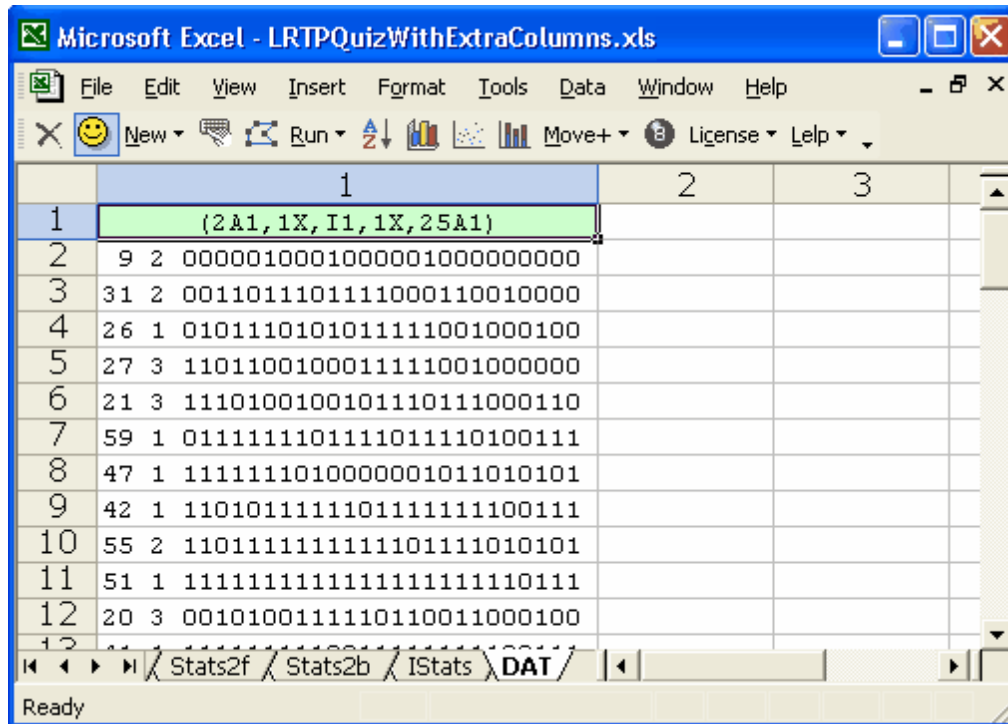 Microsoft Excel - LRTPQuizWithExtraColumns.xls
File Edit View Insert Format Tools Data Window Help
New Run Move+ License Lelp
1 2 3
1 (2A1,1X,I1,1X,25A1)
2 9 2 0000010001000001000000000
3 31 2 0011011101111000110010000
4 26 1 0101110101011111001000100
5 27 3 1101100100011111001000000
6 21 3 1110100100101110111000110
7 59 1 0111111101111011110100111
8 47 1 1111111010000001011010101
9 42 1 1101011111101111111100111
10 55 2 1101111111111101111010101
11 51 1 1111111111111111111110111
12 20 3 0010100111110110011000100
Stats2f Stats2b IStats DAT
Ready